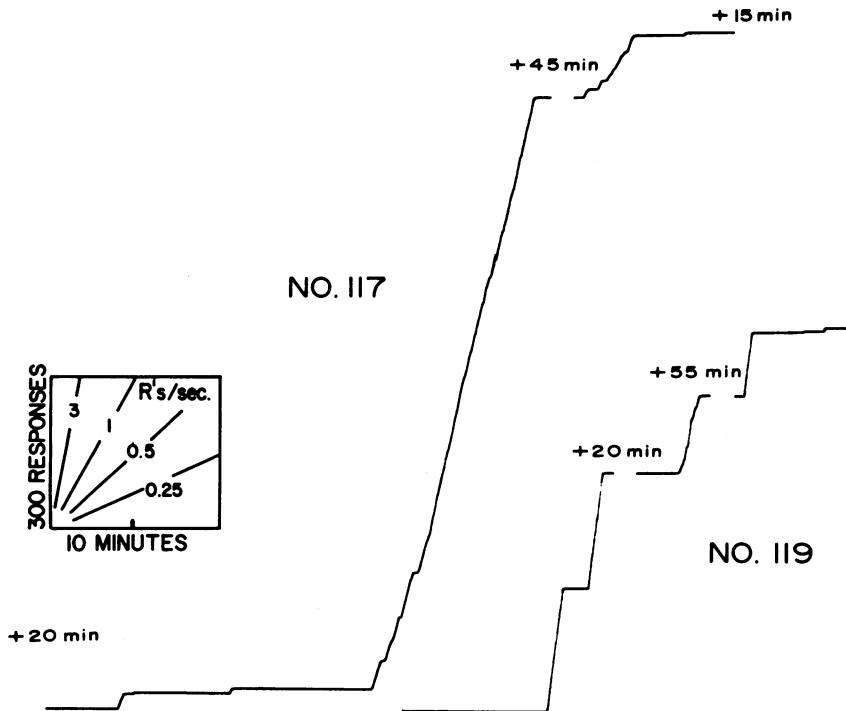 +15 min
+45 min
NO. 117
300 RESPONSES
R's/sec.
3
1
0.5
0.25
10 MINUTES
+55 min
+20 min
NO. 119
+20 min